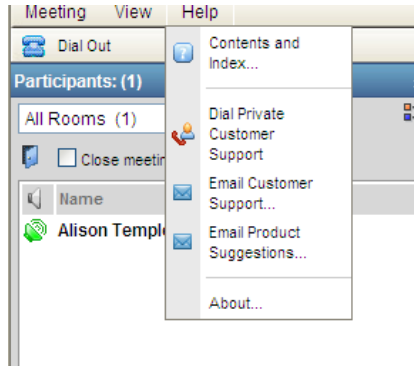 Meeting View Help
Dial Out
Participants: (1)
All Rooms (1)
Close meetin
Name
Alison Temple
Contents and
Index...
Dial Private
Customer
Support
Email Customer
Support...
Email Product
Suggestions...
About...